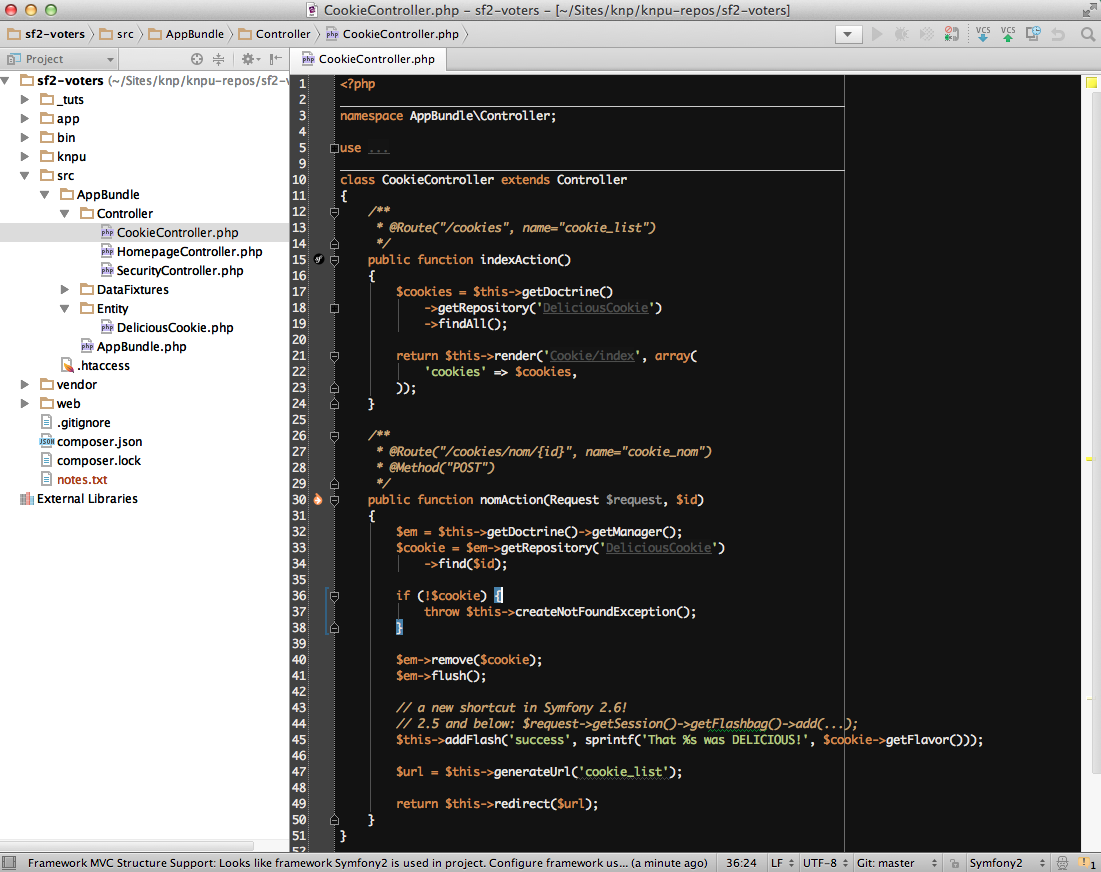 CookieController.php - sf2-voters - [~/Sites/knp/knpu-repos/sf2-voters]
sf2-voters src AppBundle Controller CookieController.php
VCS VCS
Project
CookieController.php
sf2-voters (~/Sites/knp/knpu-repos/sf2-v
_tuts
app
bin
knpu
src
AppBundle
Controller
CookieController.php
HomepageController.php
SecurityController.php
DataFixtures
Entity
DeliciousCookie.php
AppBundle.php
.htaccess
vendor
web
.gitignore
composer.json
composer.lock
notes.txt
External Libraries
1 <?php
2
3 namespace AppBundle\Controller;
4
5 use ...
9
10 class CookieController extends Controller
11 {
12 /**
13 * @Route("/cookies", name="cookie_list")
14 */
15 public function indexAction()
16 {
17 $cookies = $this->getDoctrine()
18 ->getRepository('DeliciousCookie')
19 ->findAll();
20
21 return $this->render('Cookie/index', array(
22 'cookies' => $cookies,
23 ));
24 }
25
26 /**
27 * @Route("/cookies/nom/{id}", name="cookie_nom")
28 * @Method("POST")
29 */
30 public function nomAction(Request $request, $id)
31 {
32 $em = $this->getDoctrine()->getManager();
33 $cookie = $em->getRepository('DeliciousCookie')
34 ->find($id);
35
36 if (!$cookie) {
37 throw $this->createNotFoundException();
38 }
39
40 $em->remove($cookie);
41 $em->flush();
42
43 // a new shortcut in Symfony 2.6!
44 // 2.5 and below: $request->getSession()->getFlashbag()->add(...);
45 $this->addFlash('success', sprintf('That %s was DELICIOUS!', $cookie->getFlavor()));
46
47 $url = $this->generateUrl('cookie_list');
48
49 return $this->redirect($url);
50 }
51 }
52
Framework MVC Structure Support: Looks like framework Symfony2 is used in project. Configure framework us... (a minute ago) 36:24 LF UTF-8 Git: master Symfony2 1